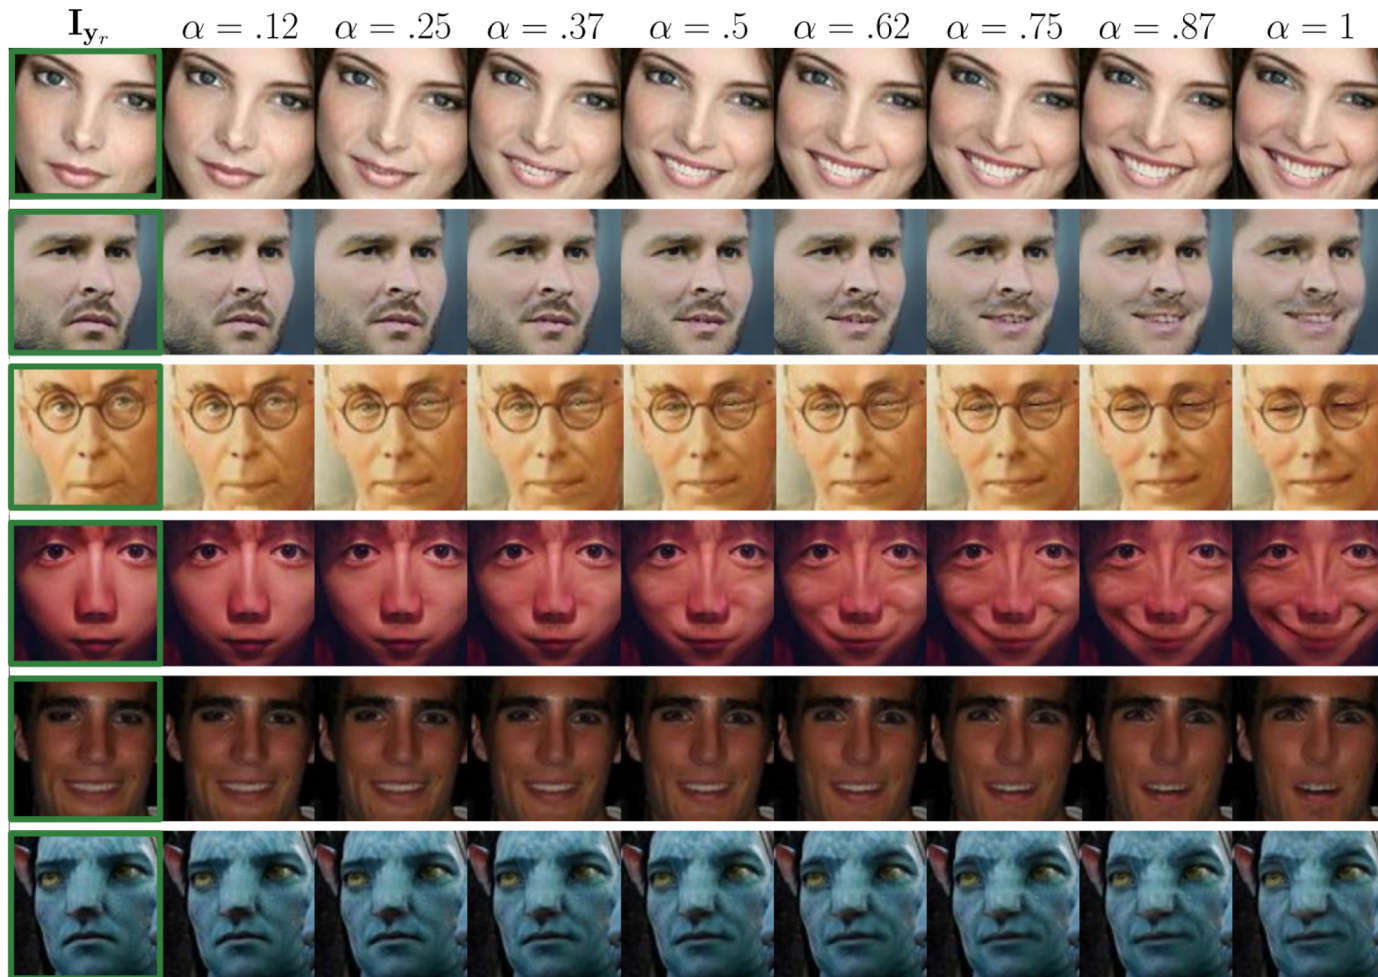 I_{y_r} α = .12 α = .25 α = .37 α = .5 α = .62 α = .75 α = .87 α = 1